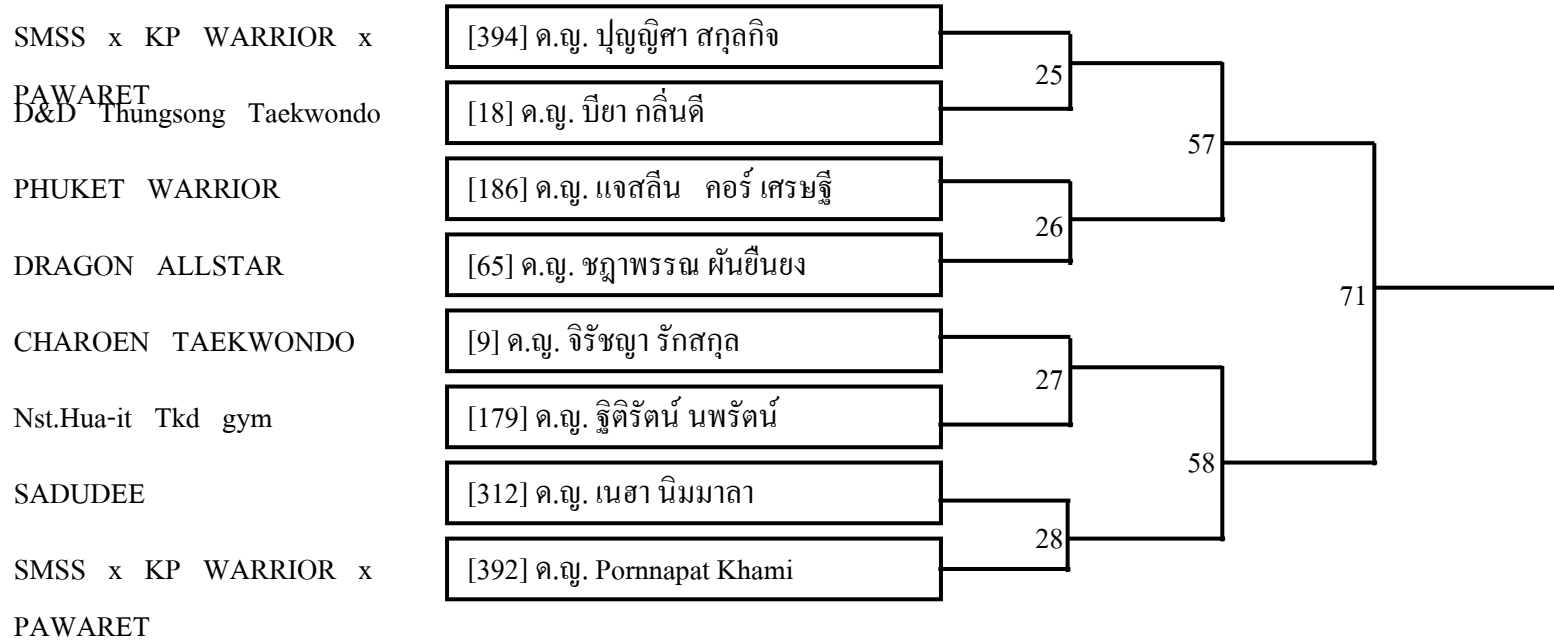 SMSS x KP WARRIOR x PAWARET
[394] ด.ญ. ปุญญิศา สกุลกิจ
25
D&D Thungsong Taekwondo
[18] ด.ญ. บียา กลิ่นดี
57
PHUKET WARRIOR
[186] ด.ญ. แจสลีน คอร์ เศรษฐี
26
DRAGON ALLSTAR
[65] ด.ญ. ชฎาพรรณ ผันยืนยง
71
CHAROEN TAEKWONDO
[9] ด.ญ. จิรัชญา รักสกุล
27
Nst.Hua-it Tkd gym
[179] ด.ญ. ฐิติรัตน์ นพรัตน์
58
SADUDEE
[312] ด.ญ. เนฮา นิมมาลา
28
SMSS x KP WARRIOR x PAWARET
[392] ด.ญ. Pornnapat Khami